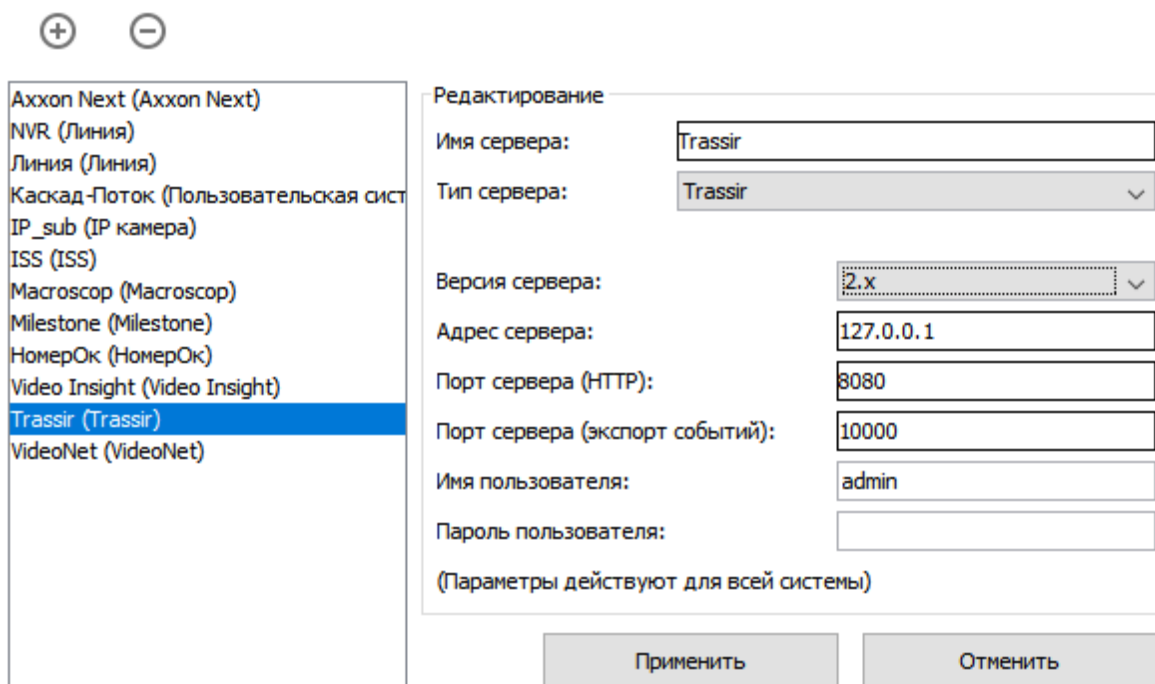 Axxon Next (Axxon Next)
NVR (Линия)
Линия (Линия)
Каскад-Поток (Пользовательская сист
IP_sub (IP камера)
ISS (ISS)
Macroscop (Macroscop)
Milestone (Milestone)
НомерОк (НомерОк)
Video Insight (Video Insight)
Trassir (Trassir)
VideoNet (VideoNet)
Редактирование
Имя сервера: Trassir
Тип сервера: Trassir
Версия сервера: 2.x
Адрес сервера: 127.0.0.1
Порт сервера (HTTP): 8080
Порт сервера (экспорт событий): 10000
Имя пользователя: admin
Пароль пользователя:
(Параметры действуют для всей системы)
Применить Отменить